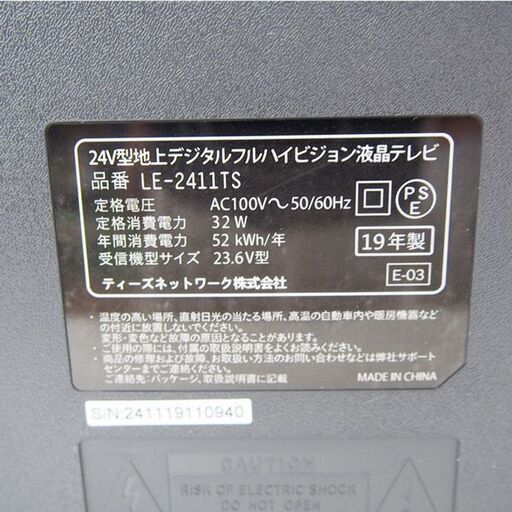 24V型地上デジタルフルハイビジョン液晶テレビ
品番 LE-2411TS
定格電圧 AC100V〜50/60Hz
PSE
定格消費電力 32 W
年間消費電力 52 kWh/年
19年製
受信機型サイズ 23.6V型
E-03
ティーズネットワーク株式会社
・温度の高い場所、直射日光の当たる場所、高温の自動車内や暖房機器などの付近に放置しないでください。
変形・変色などの故障の原因となることがあります。
・ご使用の際には、付属の取扱説明書をよくお読みください。
・商品の修理および故障、お取扱い方法のお問い合わせなどは弊社サポートセンターまでご連絡ください。
ご連絡先:パッケージ、取扱説明書に記載
MADE IN CHINA
S/N:241119110940
CAUTION
RISK OF ELECTRIC SHOCK
DO NOT OPEN